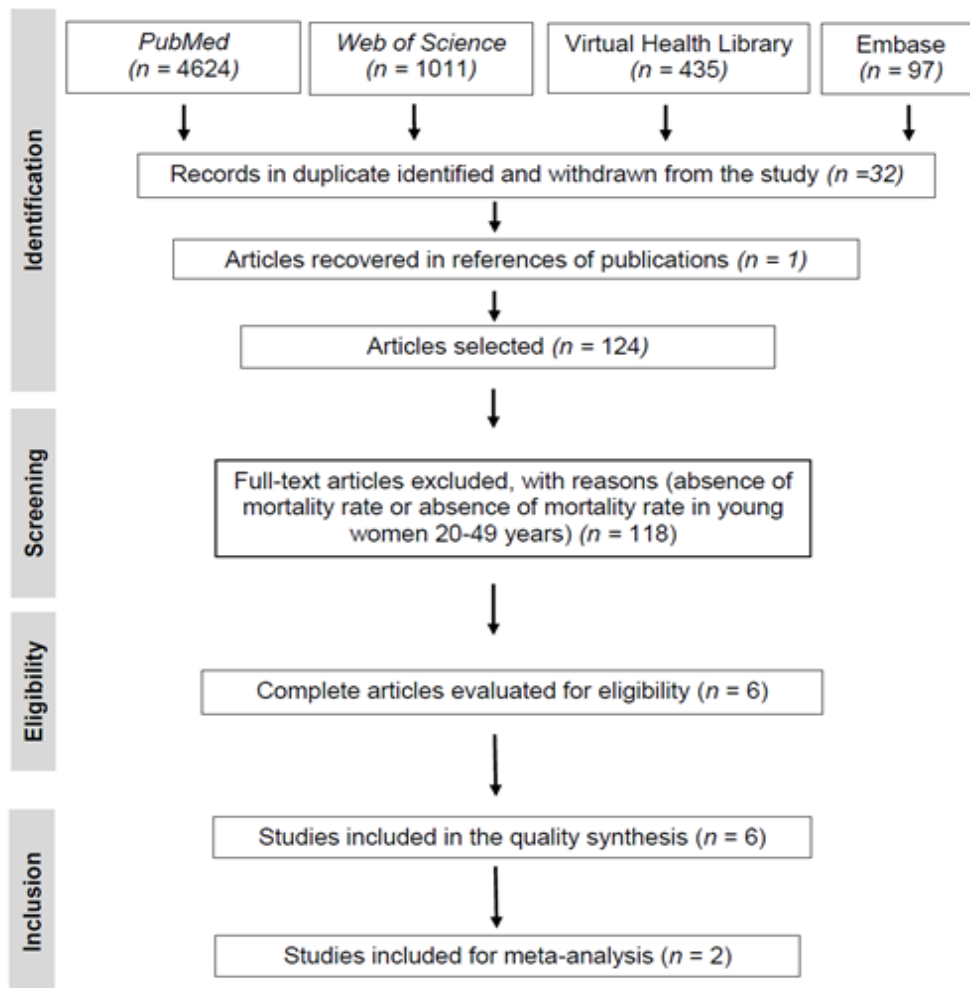 Identification
PubMed
(n = 4624)
Web of Science
(n = 1011)
Virtual Health Library
(n = 435)
Embase
(n = 97)
Records in duplicate identified and withdrawn from the study (n =32)
Articles recovered in references of publications (n = 1)
Articles selected (n = 124)
Screening
Full-text articles excluded, with reasons (absence of
mortality rate or absence of mortality rate in young
women 20-49 years) (n = 118)
Eligibility
Complete articles evaluated for eligibility (n = 6)
Inclusion
Studies included in the quality synthesis (n = 6)
Studies included for meta-analysis (n = 2)